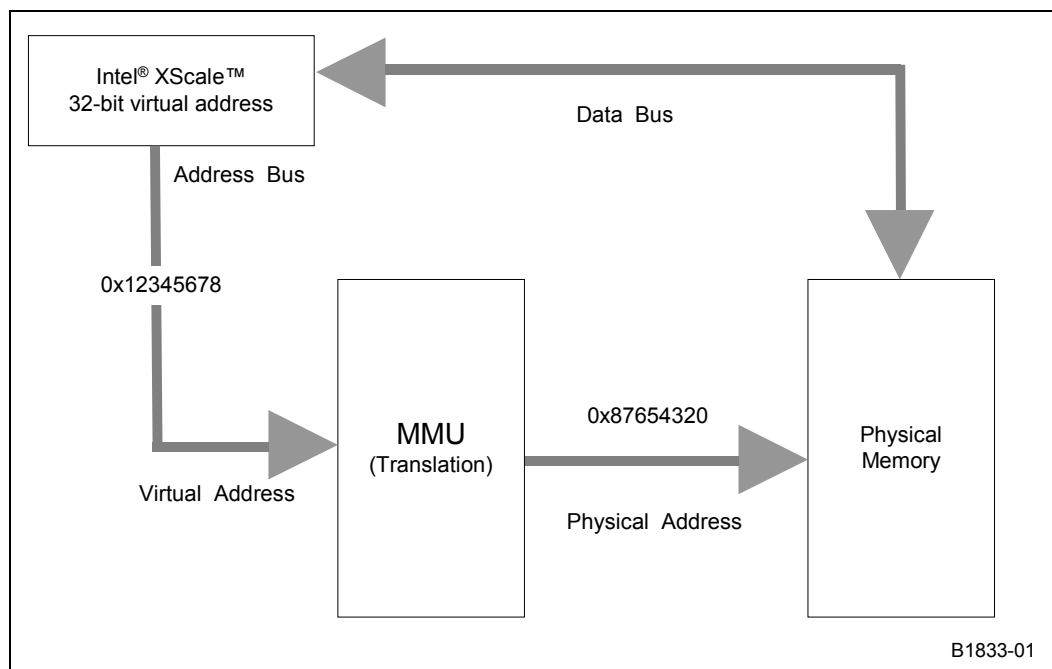 Intel® XScale™
32-bit virtual address
Data Bus
Address Bus
0x12345678
0x87654320
MMU
(Translation)
Physical
Memory
Virtual Address
Physical Address
B1833-01